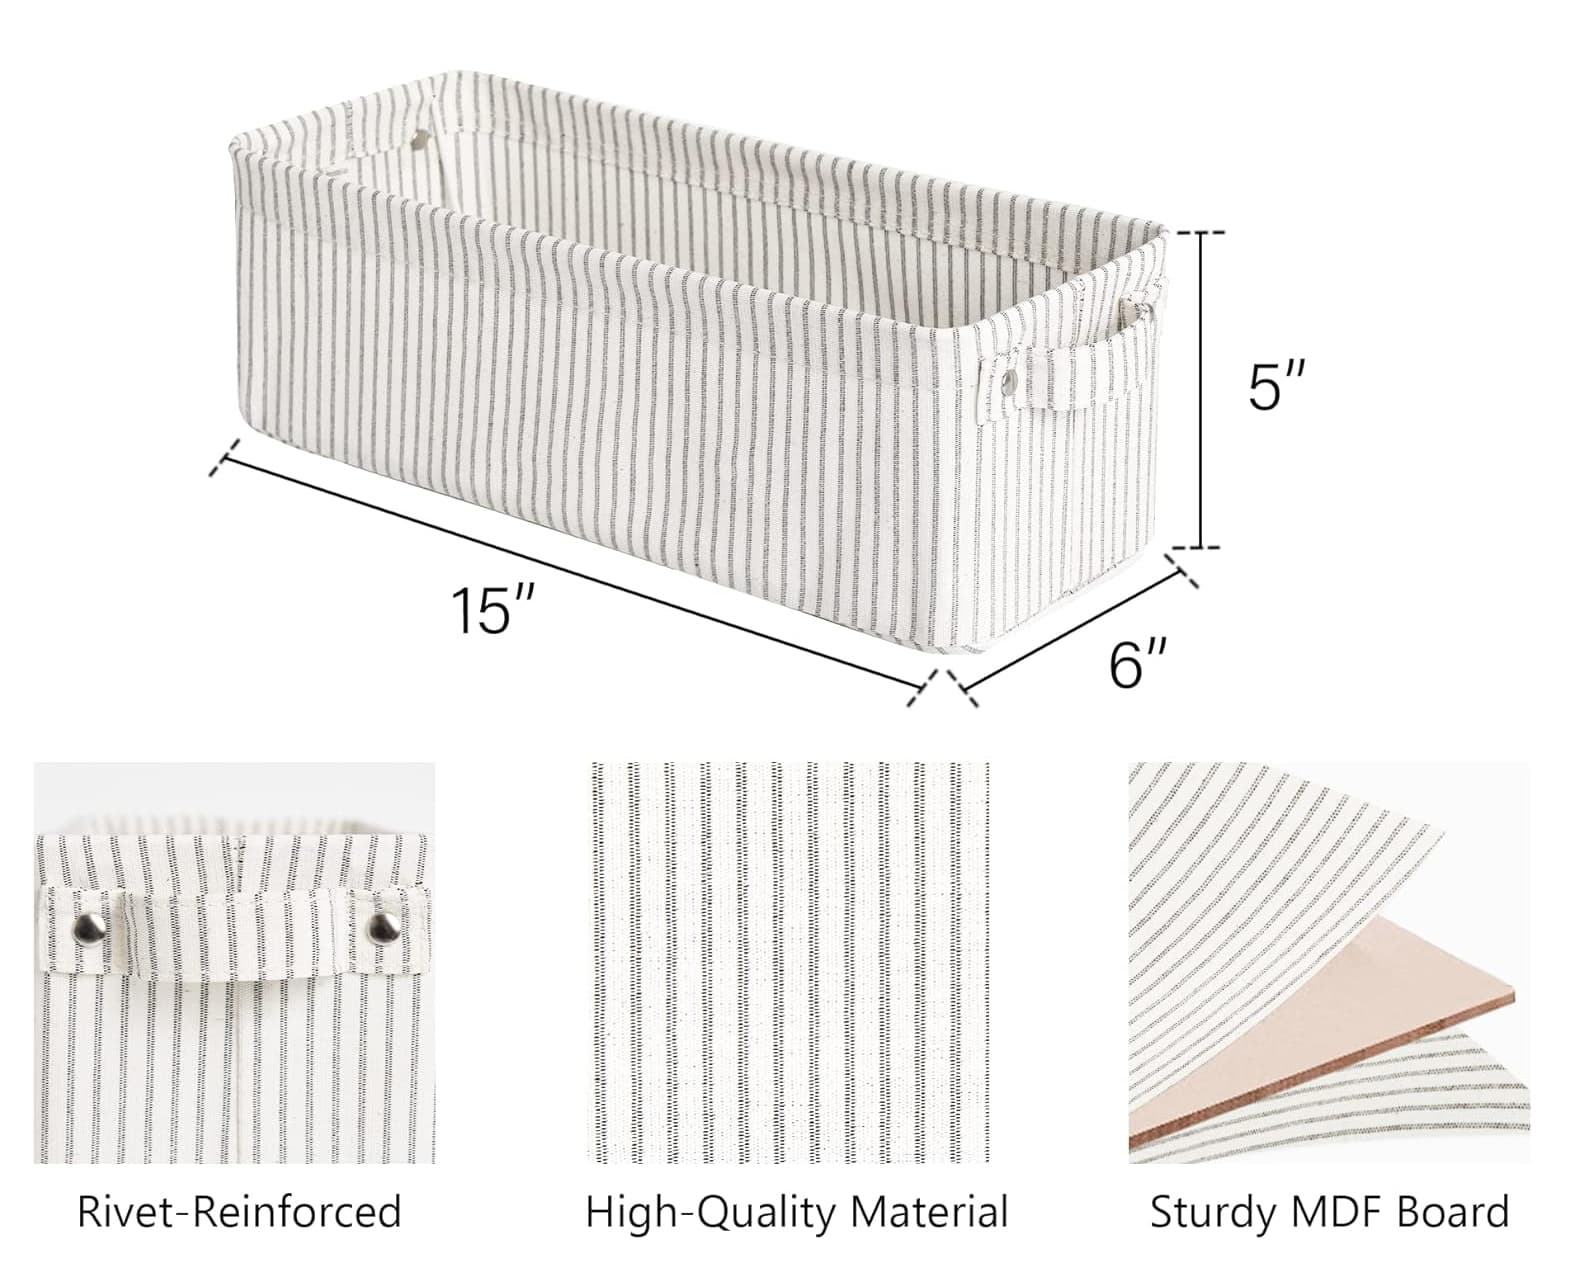 5″
15″
6″
Rivet-Reinforced
High-Quality Material
Sturdy MDF Board